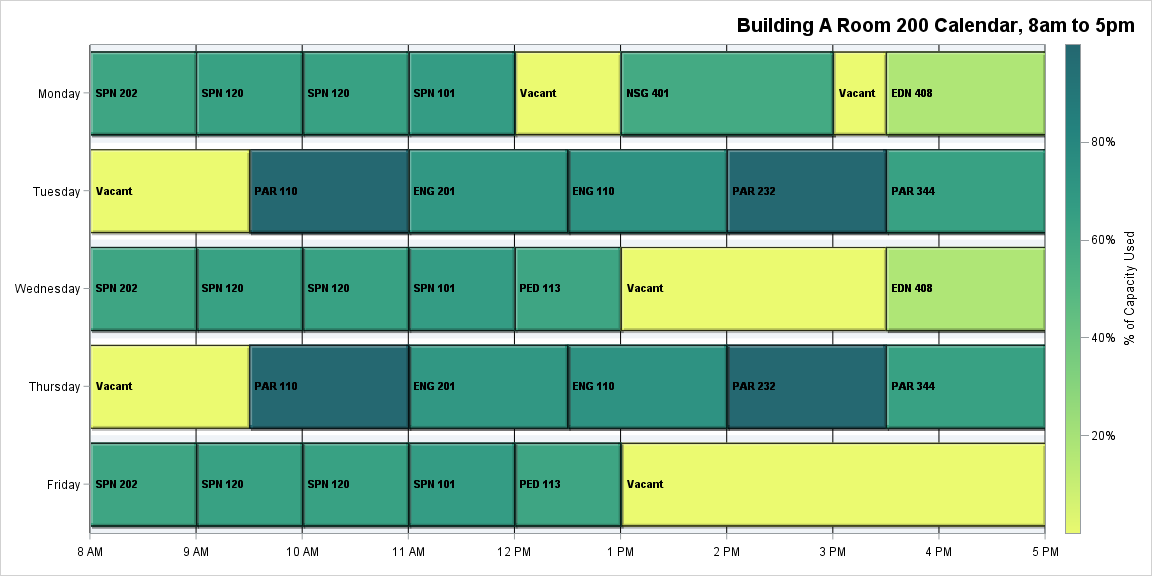 Building A Room 200 Calendar, 8am to 5pm
Monday
SPN 202
SPN 120
SPN 120
SPN 101
Vacant
NSG 401
Vacant
EDN 408
Tuesday
Vacant
PAR 110
ENG 201
ENG 110
PAR 232
PAR 344
Wednesday
SPN 202
SPN 120
SPN 120
SPN 101
PED 113
Vacant
EDN 408
Thursday
Vacant
PAR 110
ENG 201
ENG 110
PAR 232
PAR 344
Friday
SPN 202
SPN 120
SPN 120
SPN 101
PED 113
Vacant
8 AM
9 AM
10 AM
11 AM
12 PM
1 PM
2 PM
3 PM
4 PM
5 PM
80%
60%
40%
20%
% of Capacity Used